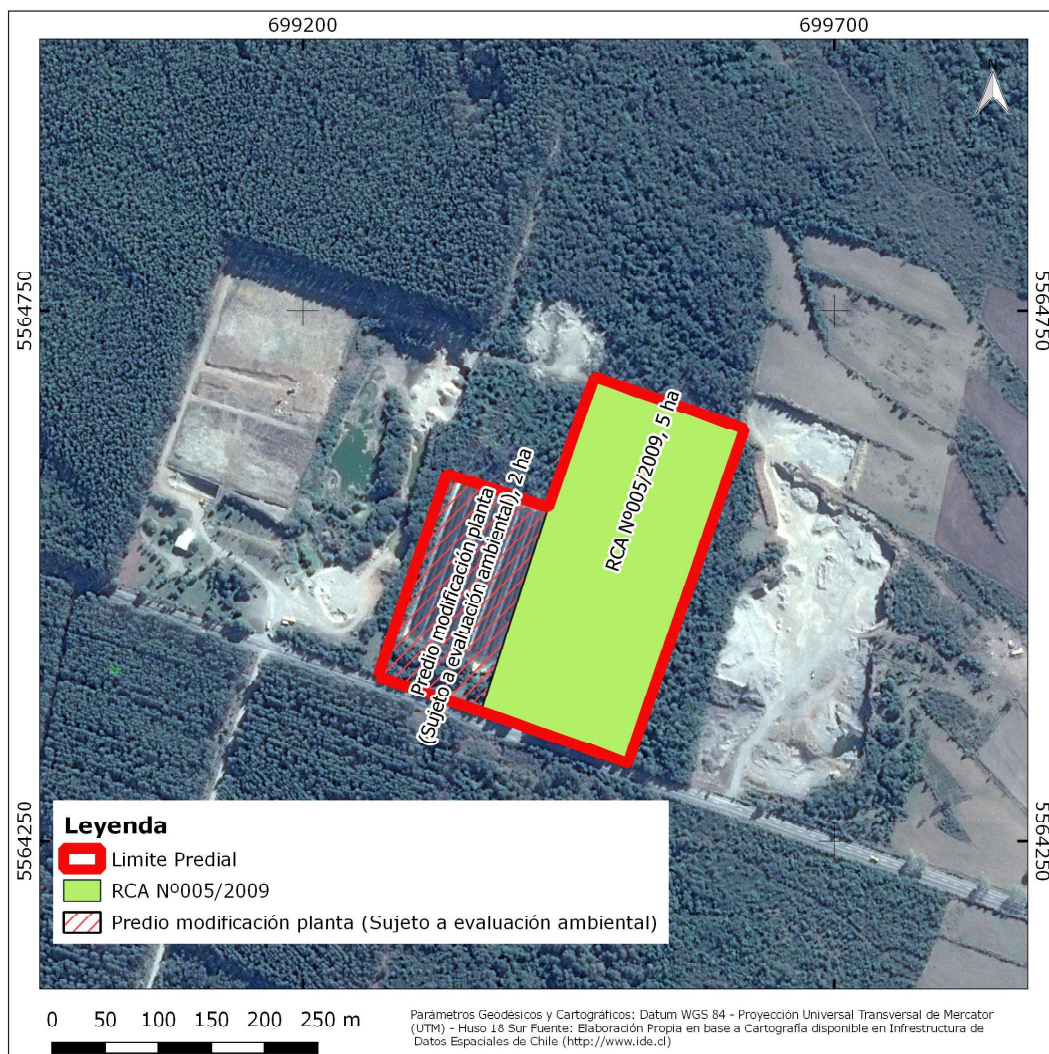 699200 699700
N
5564750 5564750
RCA Nº005/2009, 5 ha
Predio modificación planta
(Sujeto a evaluación ambiental), 2 ha
5564250 5564250
Leyenda
Limite Predial
RCA Nº005/2009
Predio modificación planta (Sujeto a evaluación ambiental)
0 50 100 150 200 250 m
Parámetros Geodésicos y Cartográficos: Datum WGS 84 - Proyección Universal Transversal de Mercator
(UTM) - Huso 18 Sur Fuente: Elaboración Propia en base a Cartografía disponible en Infrestructura de
Datos Espaciales de Chile (http://www.ide.cl)